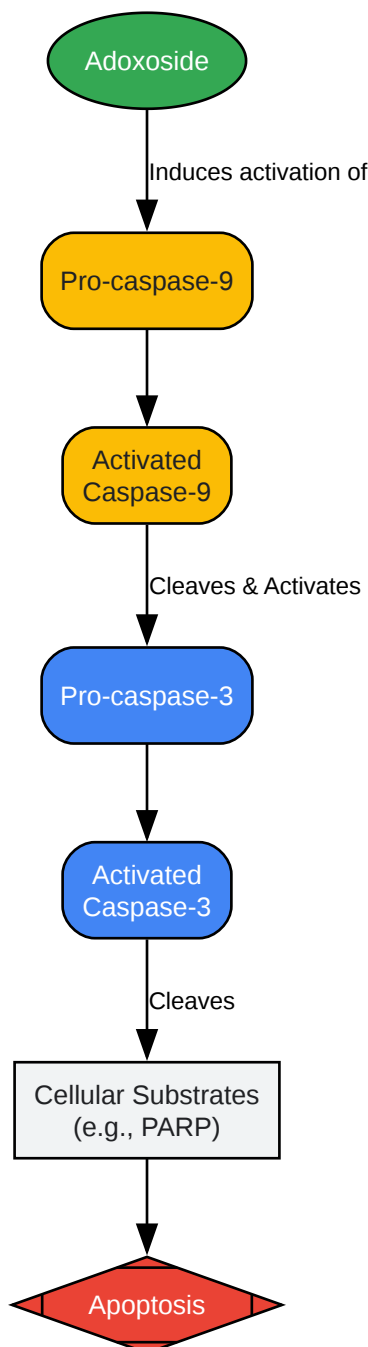 Adoxoside
Induces activation of
Pro-caspase-9
Activated
Caspase-9
Cleaves & Activates
Pro-caspase-3
Activated
Caspase-3
Cleaves
Cellular Substrates
(e.g., PARP)
Apoptosis